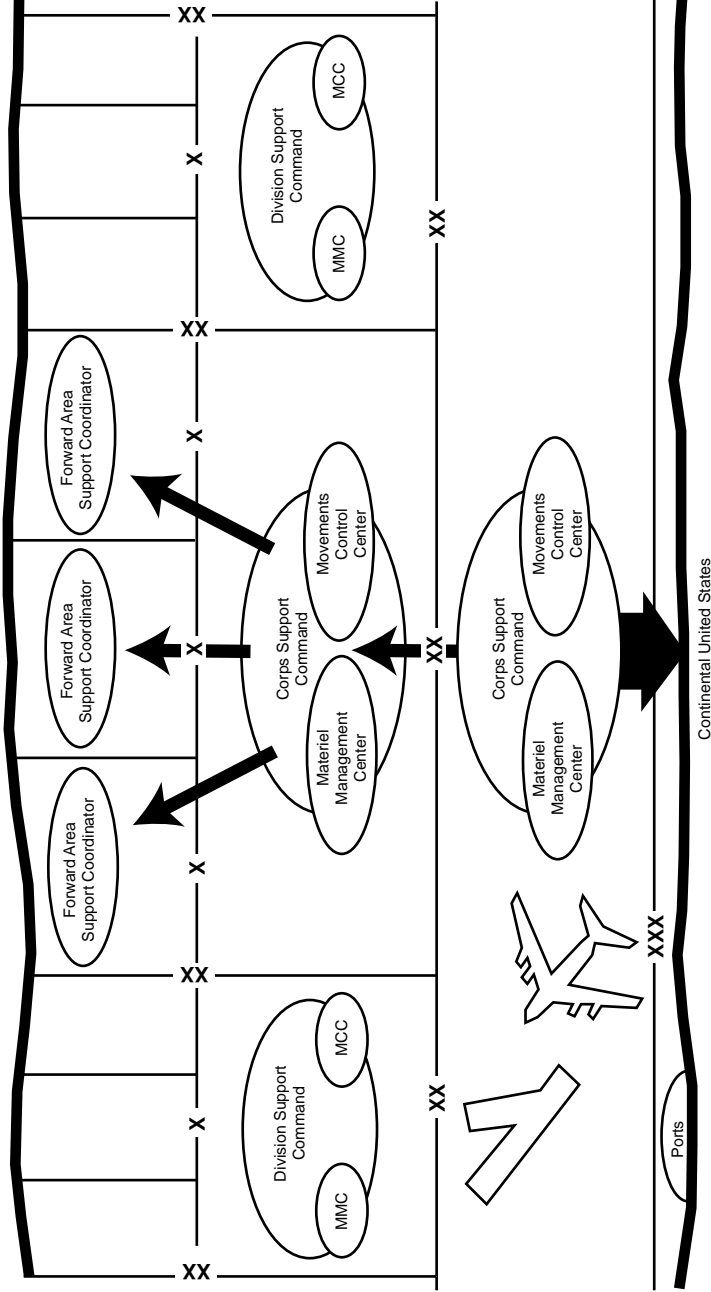 Forward Area
Support Coordinator
Forward Area
Support Coordinator
Forward Area
Support Coordinator
XX
X
XX
X
X
X
XX
X
XX
Division Support
Command
MMC
MCC
Corps Support
Command
Materiel
Management
Center
Movements
Control
Center
Division Support
Command
MMC
MCC
XX
XX
XX
Corps Support
Command
Materiel
Management
Center
Movements
Control
Center
XXX
Ports
Continental United States